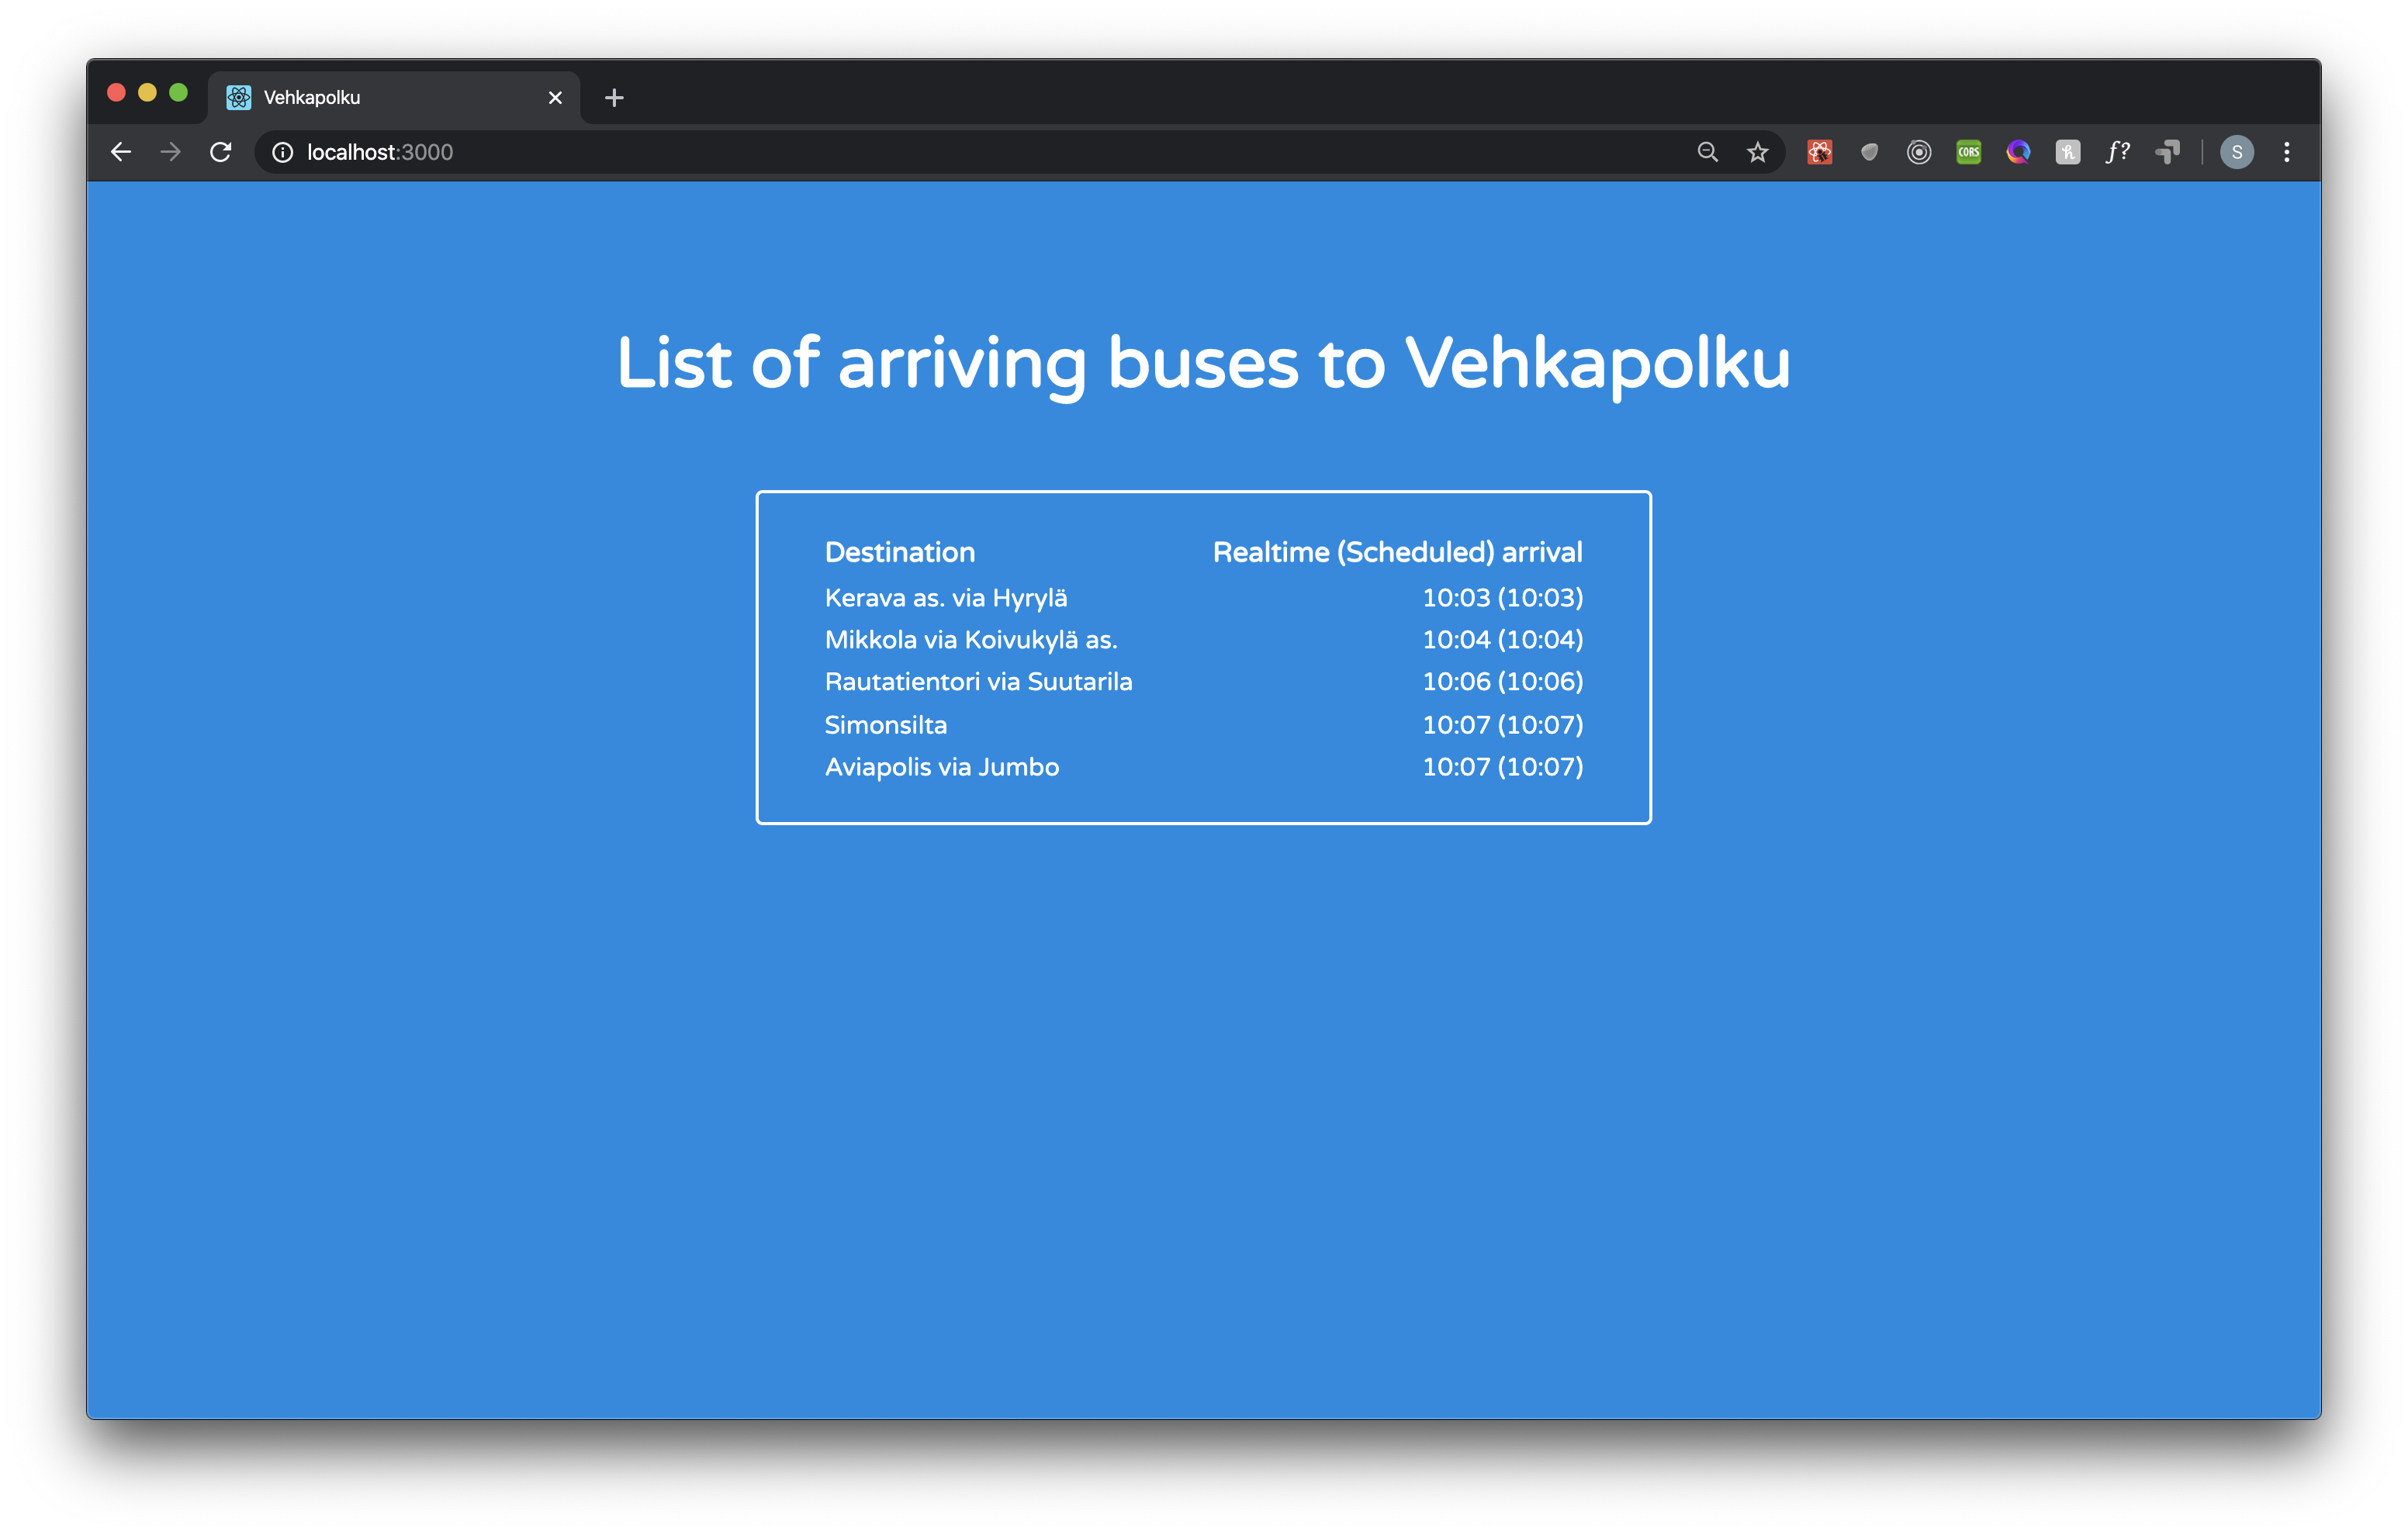 Vehkapolku
localhost:3000
CORS
h
f?
S
List of arriving buses to Vehkapolku
Destination Realtime (Scheduled) arrival
Kerava as. via Hyrylä 10:03 (10:03)
Mikkola via Koivukylä as. 10:04 (10:04)
Rautatientori via Suutarila 10:06 (10:06)
Simonsilta 10:07 (10:07)
Aviapolis via Jumbo 10:07 (10:07)